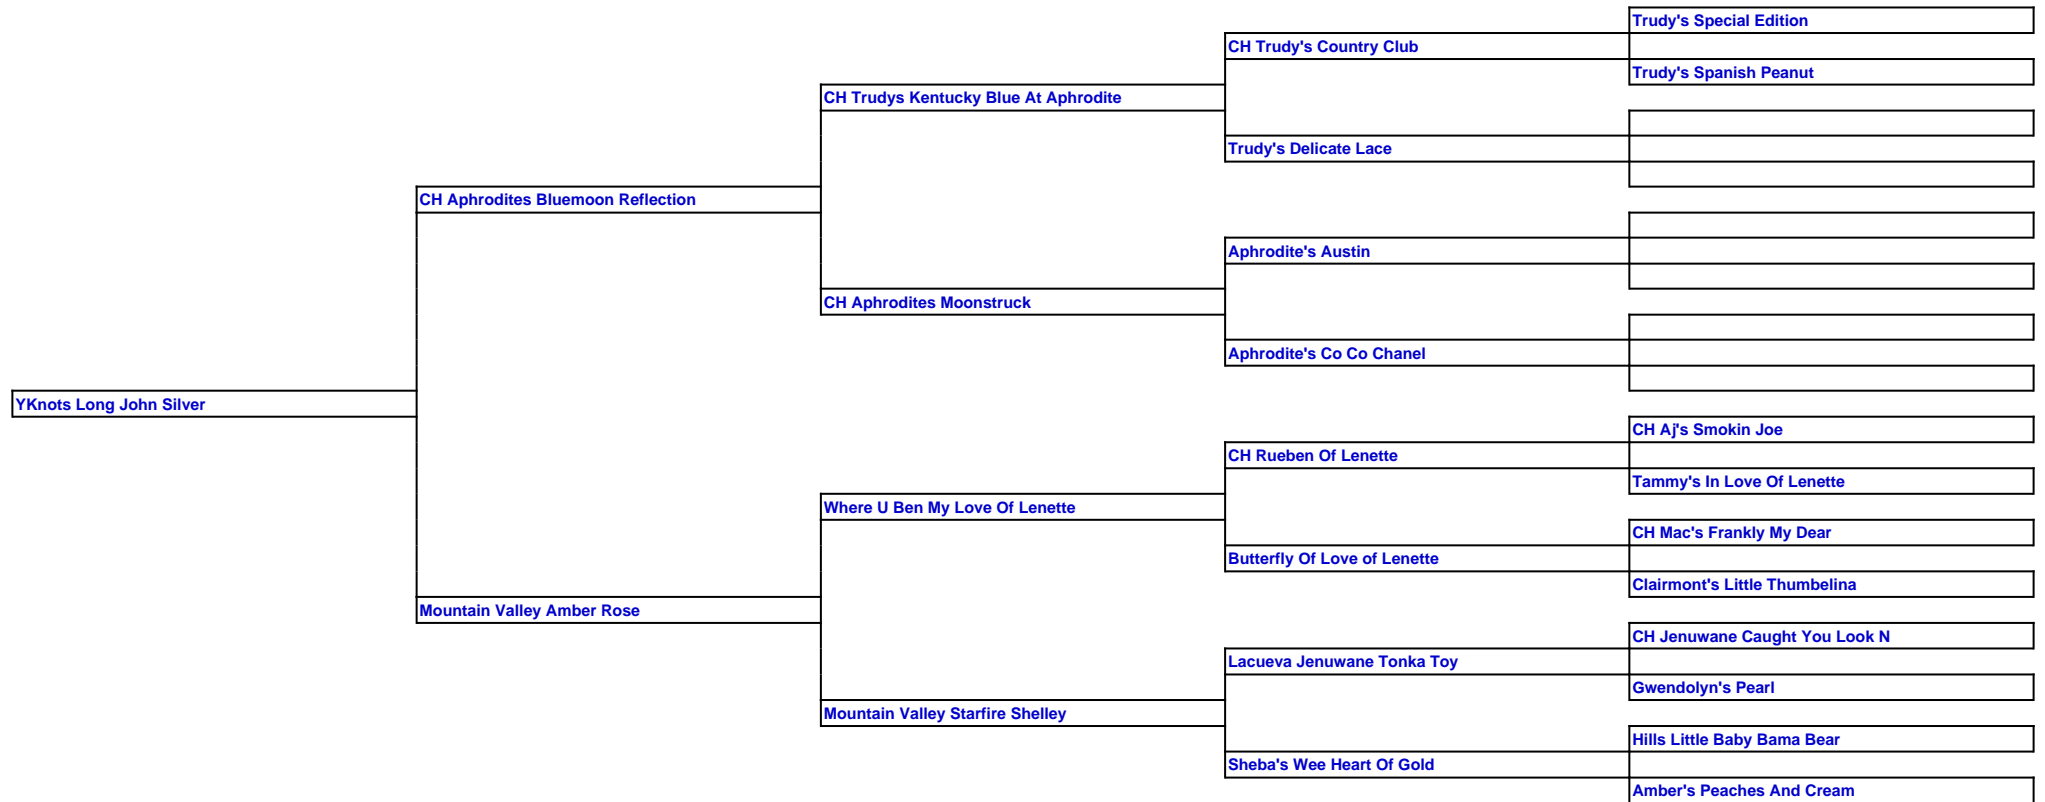 Trudy's Special Edition
CH Trudy's Country Club
Trudy's Spanish Peanut
CH Trudys Kentucky Blue At Aphrodite
Trudy's Delicate Lace
CH Aphrodites Bluemoon Reflection
Aphrodite's Austin
CH Aphrodites Moonstruck
Aphrodite's Co Co Chanel
YKnots Long John Silver
CH Aj's Smokin Joe
CH Rueben Of Lenette
Tammy's In Love Of Lenette
Where U Ben My Love Of Lenette
CH Mac's Frankly My Dear
Butterfly Of Love of Lenette
Clairmont's Little Thumbelina
Mountain Valley Amber Rose
CH Jenuwane Caught You Look N
Lacueva Jenuwane Tonka Toy
Gwendolyn's Pearl
Mountain Valley Starfire Shelley
Hills Little Baby Bama Bear
Sheba's Wee Heart Of Gold
Amber's Peaches And Cream